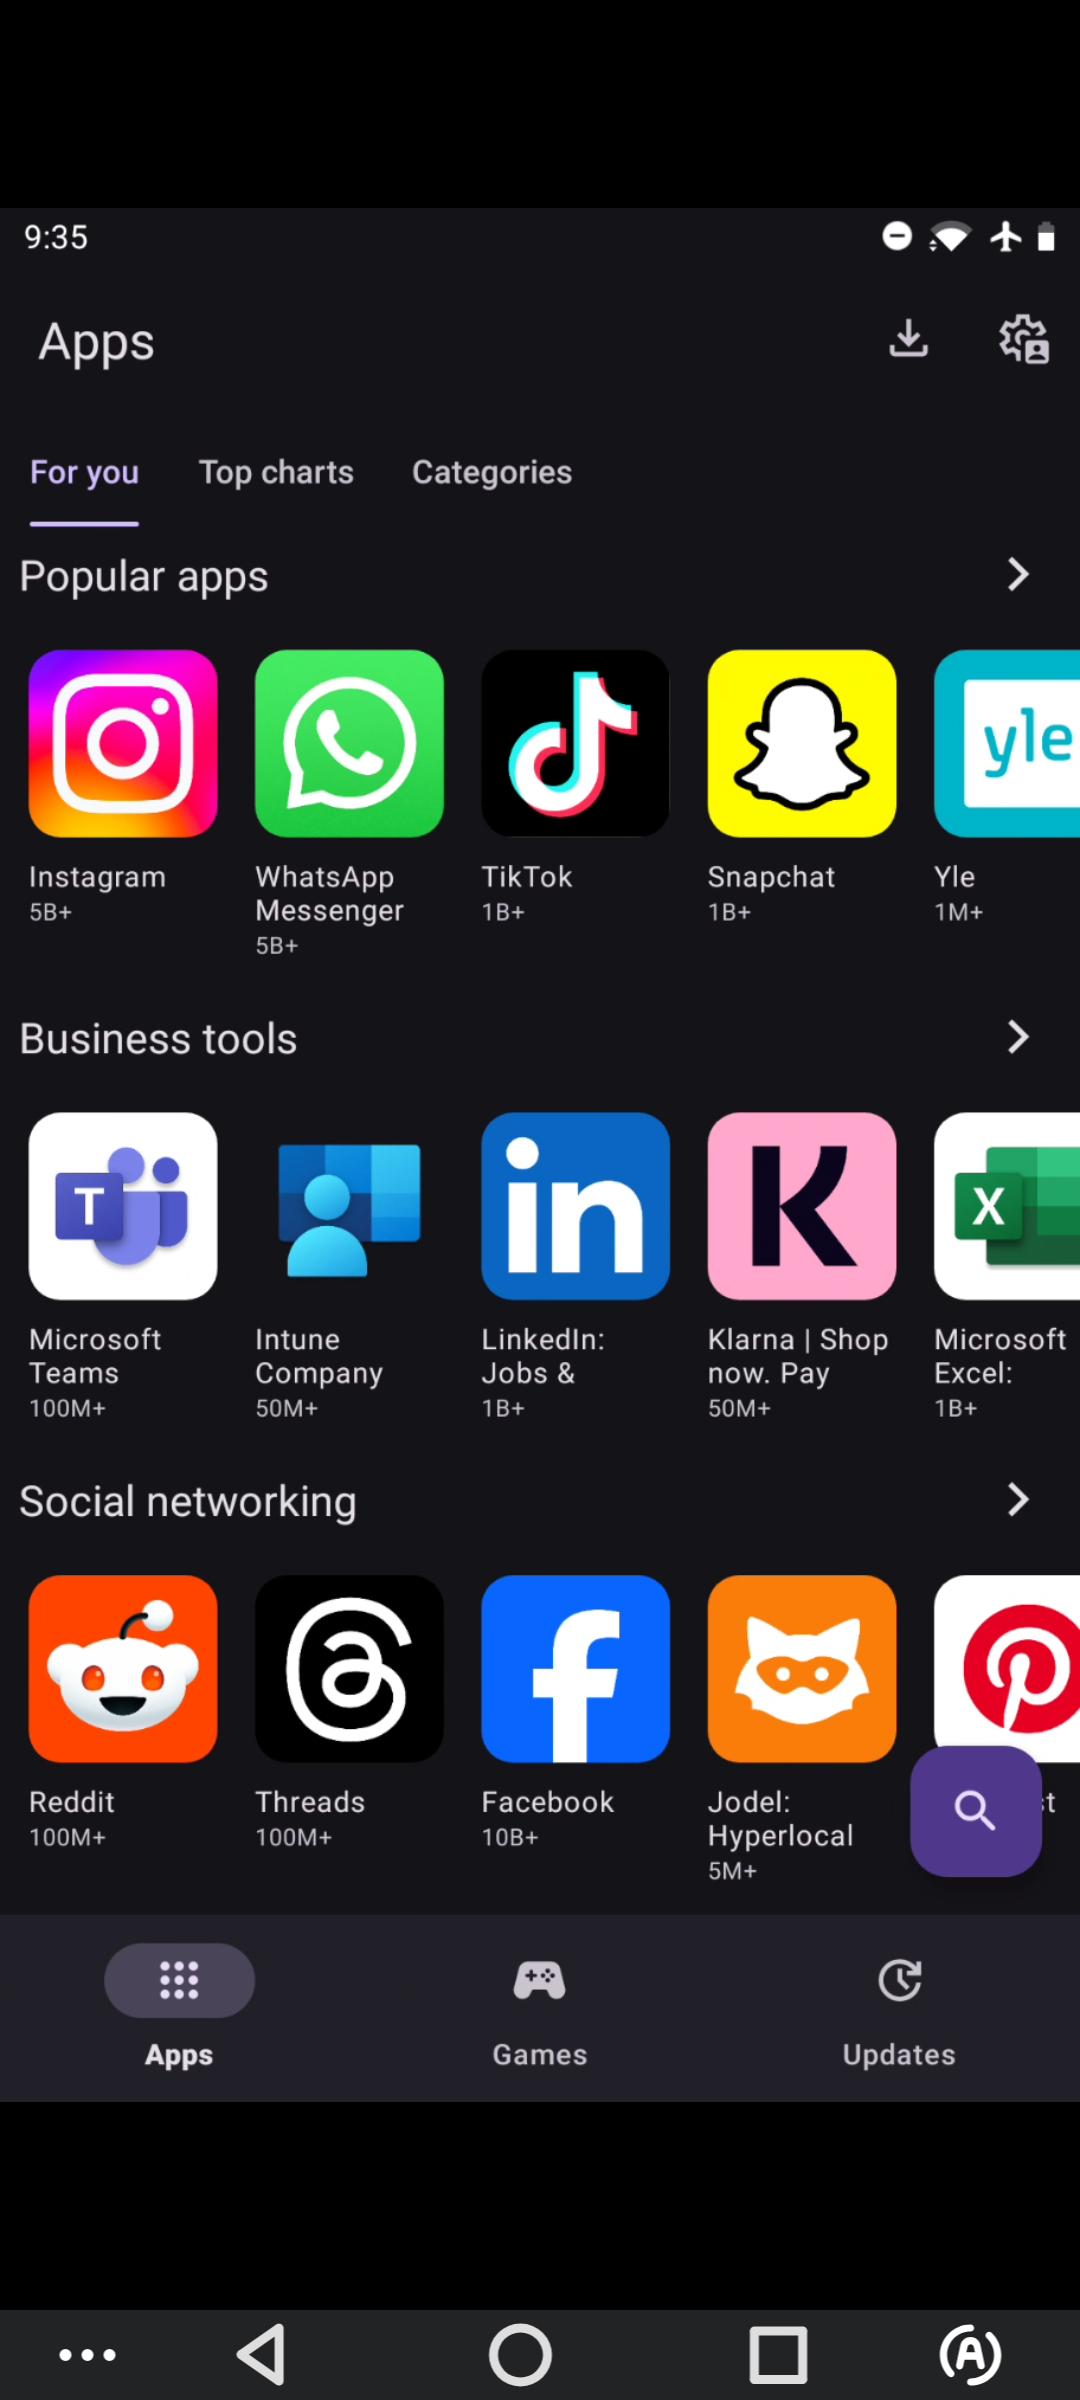 9:35
Apps
For you
Top charts
Categories
Popular apps
yle
Instagram
5B+
WhatsApp
Messenger
5B+
TikTok
1B+
Snapchat
1B+
Yle
1M+
Business tools
T
in
K
X
Microsoft
Teams
100M+
Intune
Company
50M+
LinkedIn:
Jobs &
1B+
Klarna | Shop
now. Pay
50M+
Microsoft
Excel:
1B+
Social networking
Reddit
100M+
Threads
100M+
Facebook
10B+
Jodel:
Hyperlocal
5M+
st
Apps
Games
Updates
A